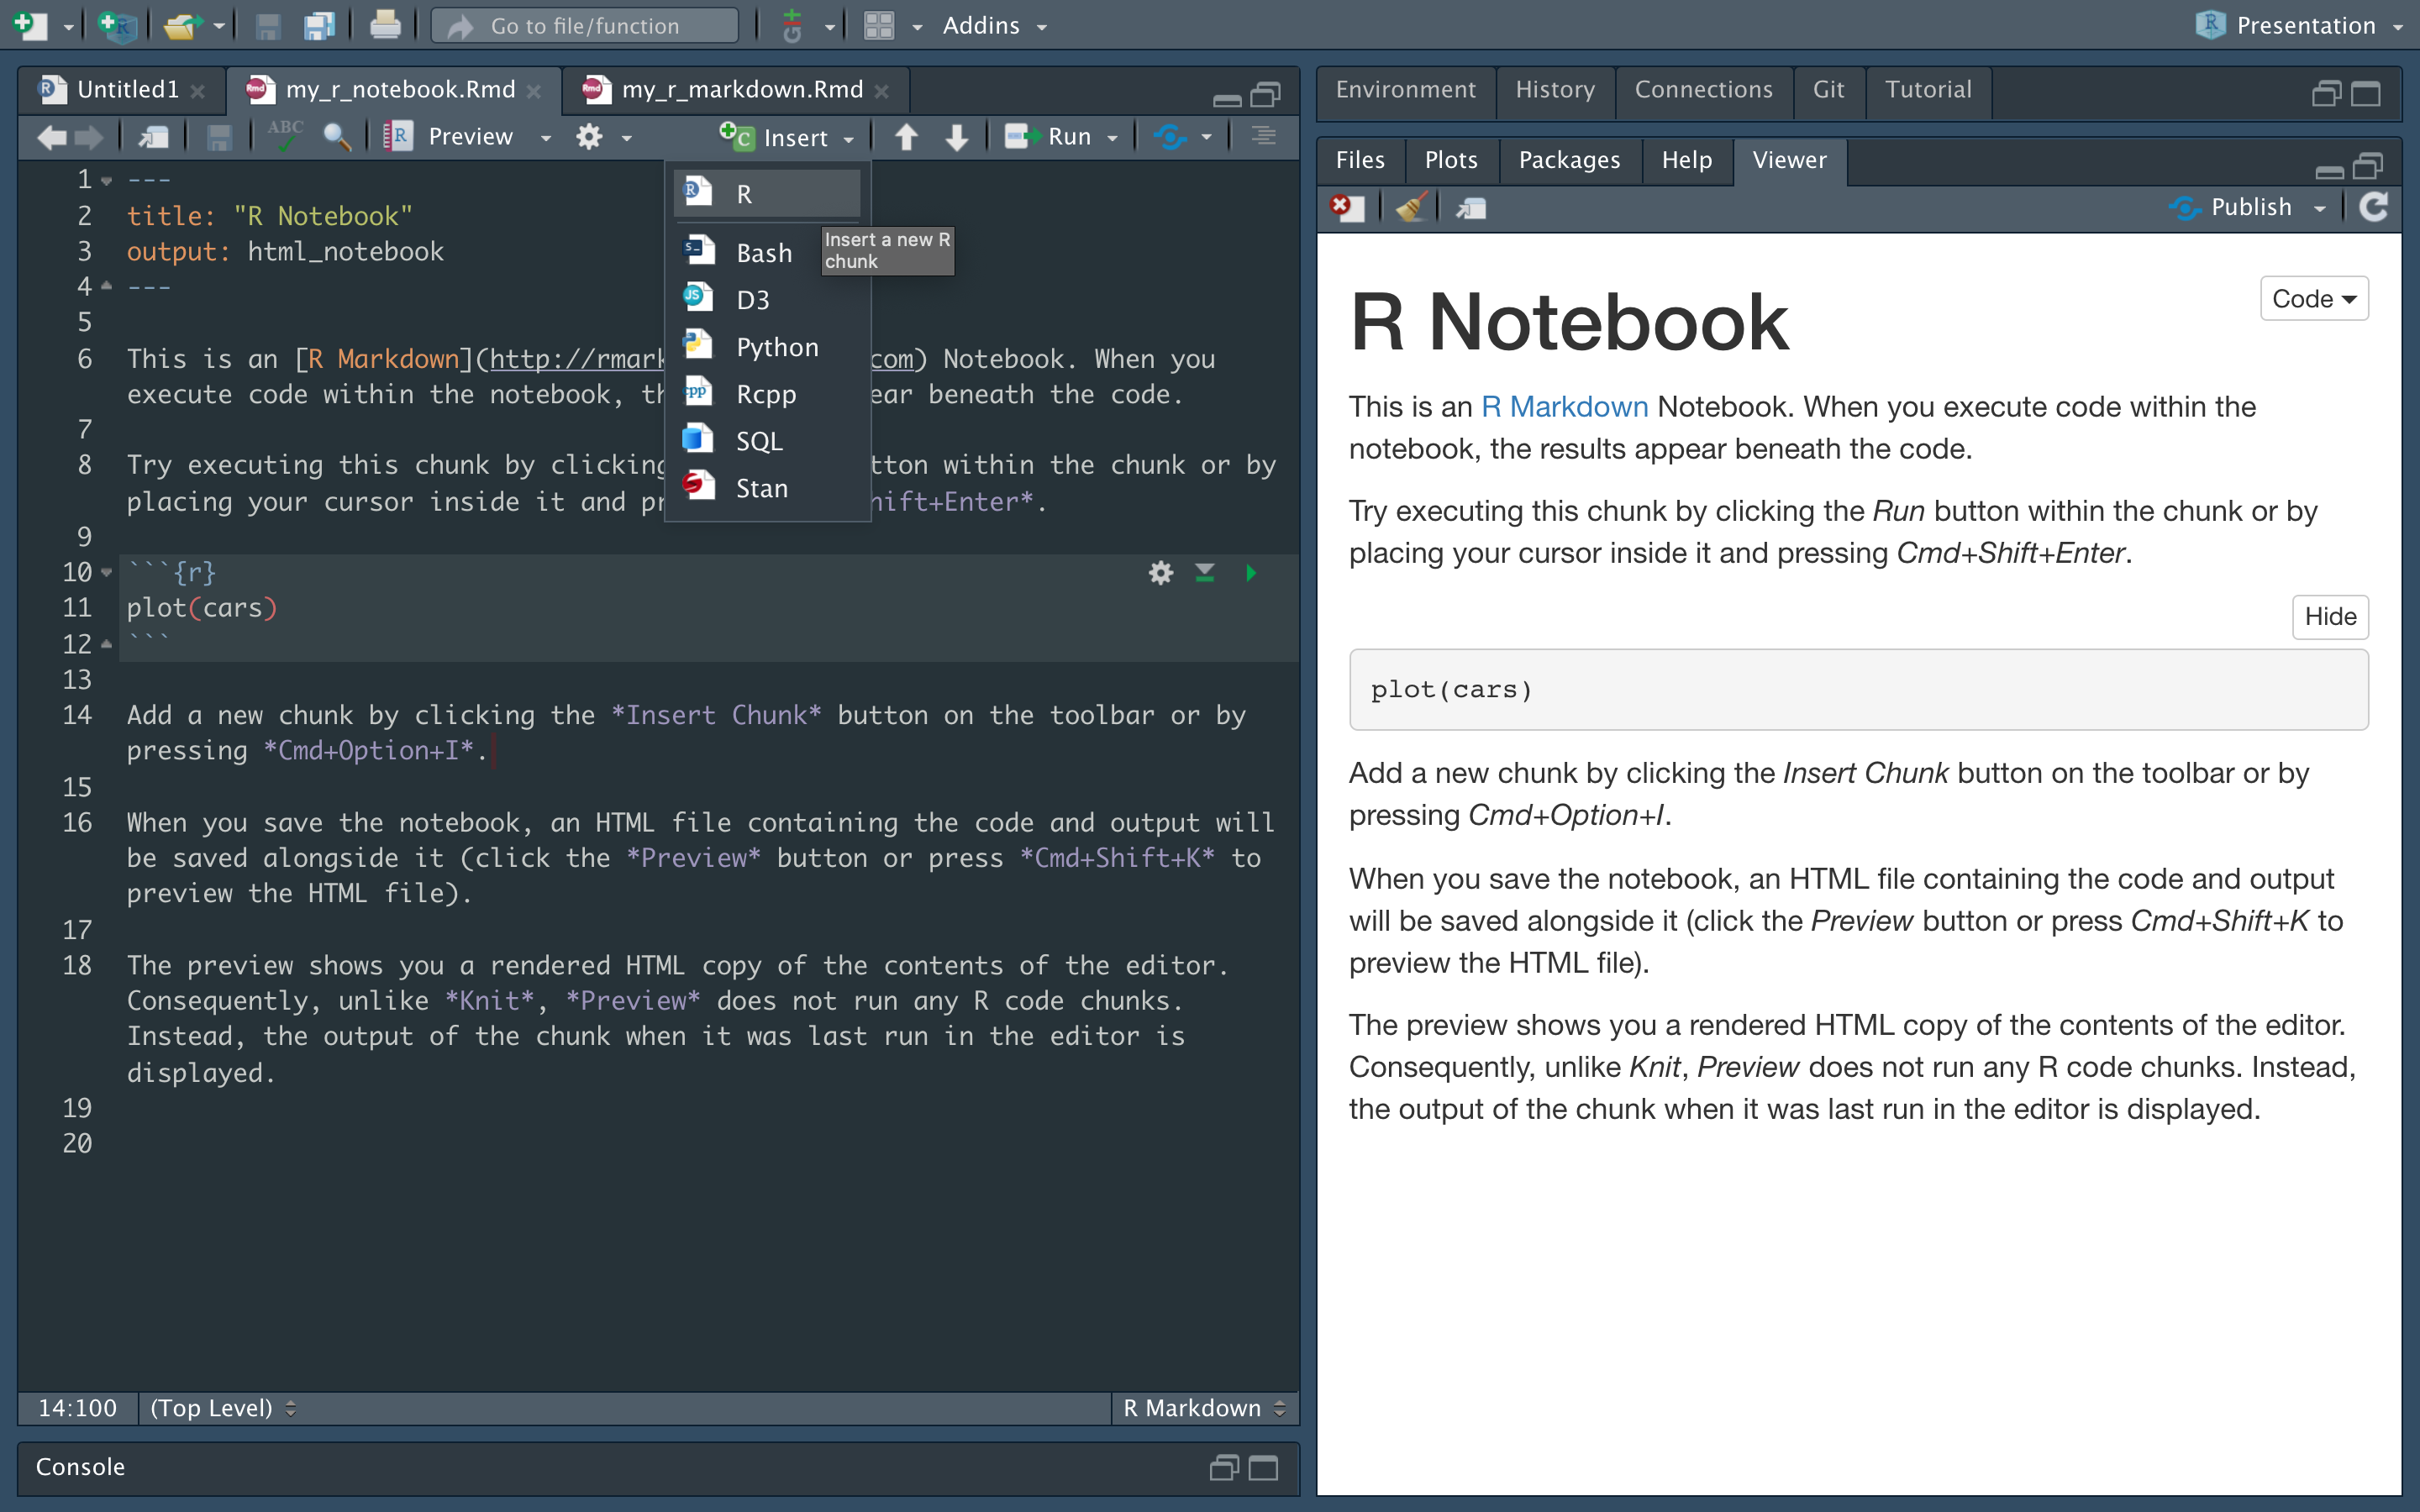 Go to file/function
Addins
Presentation
Untitled1
my_r_notebook.Rmd
my_r_markdown.Rmd
ABC
Preview
Insert
Run
1 ---
2 title: "R Notebook"
3 output: html_notebook
4 ---
5
6 This is an [R Markdown](http://rmark com) Notebook. When you
execute code within the notebook, th ear beneath the code.
7
8 Try executing this chunk by clicking tton within the chunk or by
placing your cursor inside it and pr hift+Enter*.
9
10 ```{r}
11 plot(cars)
12 ```
13
14 Add a new chunk by clicking the *Insert Chunk* button on the toolbar or by
pressing *Cmd+Option+I*.
15
16 When you save the notebook, an HTML file containing the code and output will
be saved alongside it (click the *Preview* button or press *Cmd+Shift+K* to
preview the HTML file).
17
18 The preview shows you a rendered HTML copy of the contents of the editor.
Consequently, unlike *Knit*, *Preview* does not run any R code chunks.
Instead, the output of the chunk when it was last run in the editor is
displayed.
19
20
R
Bash
D3
Python
Rcpp
SQL
Stan
Insert a new R
chunk
14:100
(Top Level)
R Markdown
Console
Environment
History
Connections
Git
Tutorial
Files
Plots
Packages
Help
Viewer
Publish
R Notebook
Code
This is an R Markdown Notebook. When you execute code within the
notebook, the results appear beneath the code.
Try executing this chunk by clicking the Run button within the chunk or by
placing your cursor inside it and pressing Cmd+Shift+Enter.
Hide
plot(cars)
Add a new chunk by clicking the Insert Chunk button on the toolbar or by
pressing Cmd+Option+I.
When you save the notebook, an HTML file containing the code and output
will be saved alongside it (click the Preview button or press Cmd+Shift+K to
preview the HTML file).
The preview shows you a rendered HTML copy of the contents of the editor.
Consequently, unlike Knit, Preview does not run any R code chunks. Instead,
the output of the chunk when it was last run in the editor is displayed.